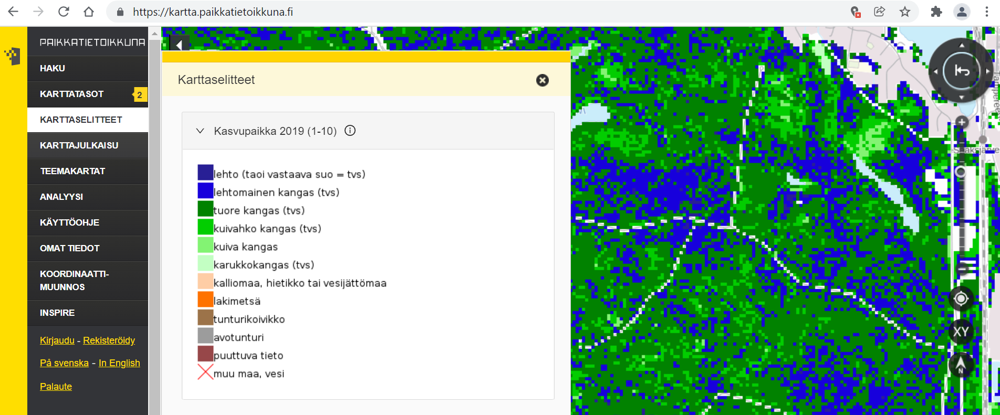 https://kartta.paikkatietoikkuna.fi
PAIKKATIETOIKKUNA
HAKU
KARTTATASOT
2
KARTTASELITTEET
KARTTAJULKAISU
TEEMAKARTAT
ANALYYSI
KÄYTTÖOHJE
OMAT TIEDOT
KOORDINAATTI-
MUUNNOS
INSPIRE
Kirjaudu - Rekisteröidy
På svenska - In English
Palaute
Karttaselitteet
Kasvupaikka 2019 (1-10)
lehto (taoi vastaava suo = tvs)
lehtomainen kangas (tvs)
tuore kangas (tvs)
kuivahko kangas (tvs)
kuiva kangas
karukkokangas (tvs)
kalliomaa, hietikko tai vesijättömaa
lakimetsä
tunturikoivikko
avotunturi
puuttuva tieto
muu maa, vesi
P
XY
N